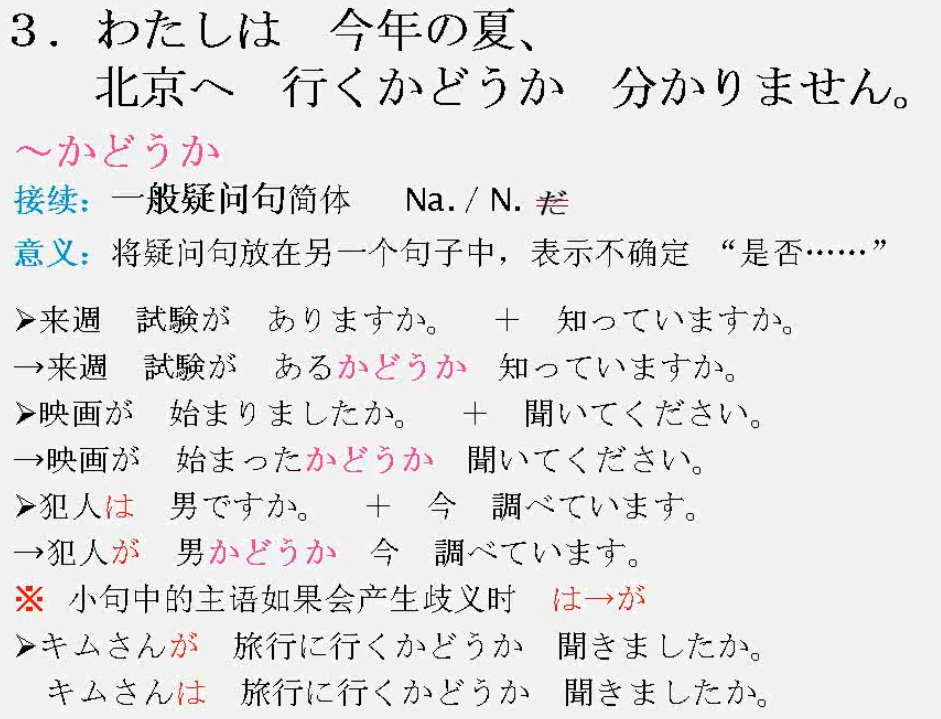 ３．わたしは　今年の夏、
北京へ　行くかどうか　分かりません。
～かどうか
接续：一般疑问句简体　Na. / N. だ
意义：将疑问句放在另一个句子中，表示不确定　“是否……”
➢来週　試験が　ありますか。　＋　知っていますか。
→来週　試験が　あるかどうか　知っていますか。
➢映画が　始まりましたか。　＋　聞いてください。
→映画が　始まったかどうか　聞いてください。
➢犯人は　男ですか。　＋　今　調べています。
→犯人が　男かどうか　今　調べています。
※　小句中的主语如果会产生歧义时　は→が
➢キムさんが　旅行に行くかどうか　聞きましたか。
キムさんは　旅行に行くかどうか　聞きましたか。